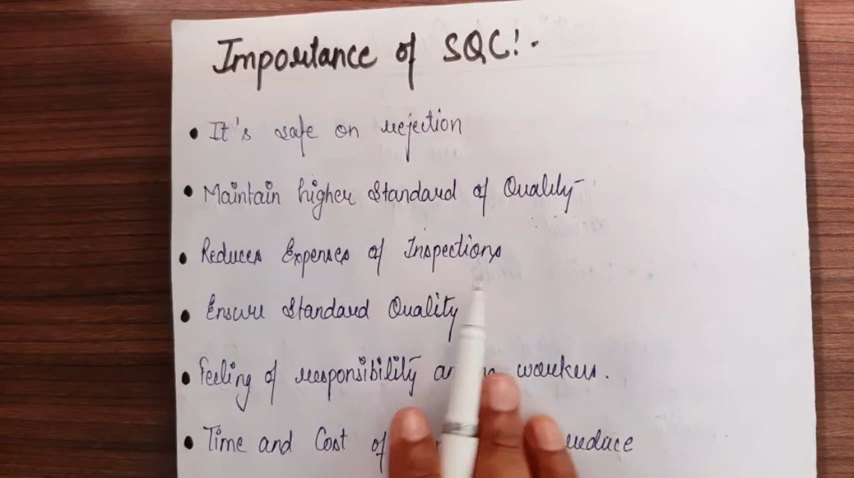 Importance of SQC!.
• It's safe on rejection
• Maintain higher Standard of Quality
• Reduces Expenses of Inspections
• Ensure Standard Quality
• Feeling of responsibility workers.
• Time and Cost of reduce